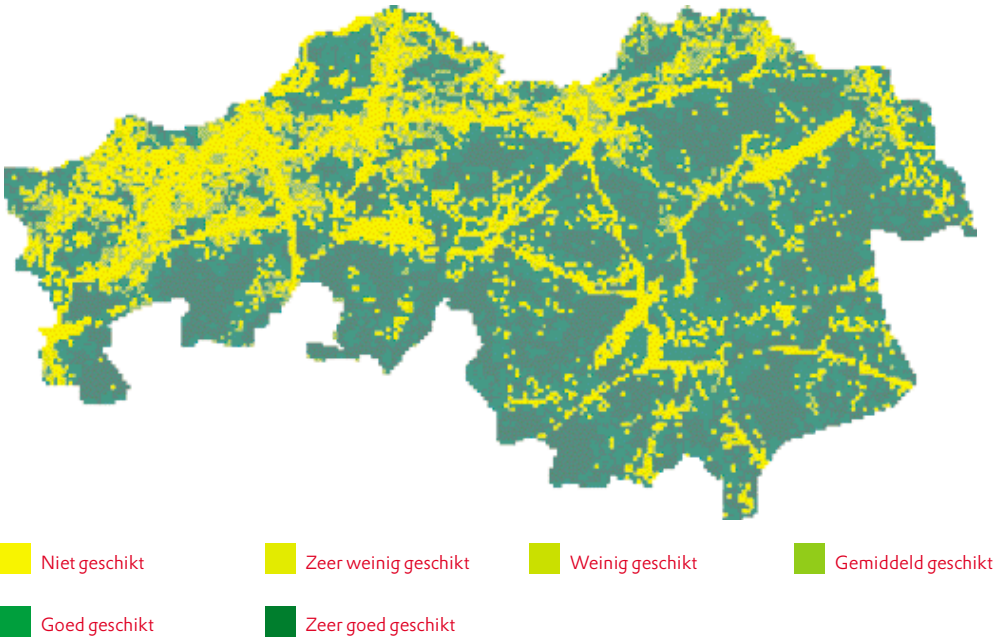 Niet geschikt
Zeer weinig geschikt
Weinig geschikt
Gemiddeld geschikt
Goed geschikt
Zeer goed geschikt